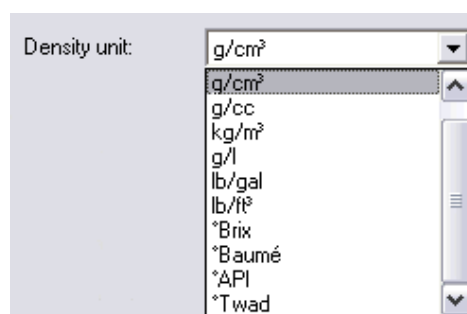 Density unit: g/cm³
g/cm³
g/cc
kg/m³
g/l
lb/gal
lb/ft³
°Brix
°Baumé
°API
°Twad